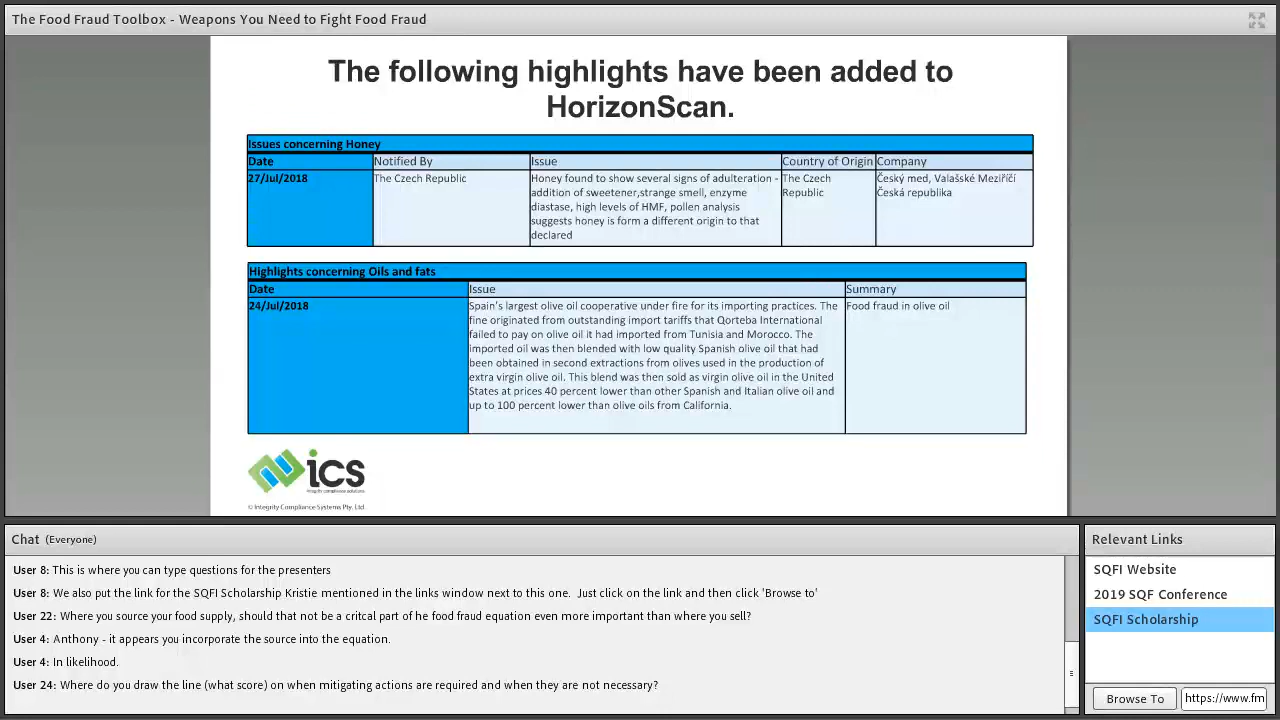 The Food Fraud Toolbox - Weapons You Need to Fight Food Fraud
The following highlights have been added to
HorizonScan.
Issues concerning Honey
Date Notified By Issue Country of Origin Company
27/Jul/2018 The Czech Republic Honey found to show several signs of adulteration - The Czech Český med, Valašské Meziříčí
addition of sweetener,strange smell, enzyme Republic Česká republika
diastase, high levels of HMF, pollen analysis
suggests honey is form a different origin to that
declared
Highlights concerning Oils and fats
Date Issue Summary
24/Jul/2018 Spain's largest olive oil cooperative under fire for its importing practices. The Food fraud in olive oil
fine originated from outstanding import tariffs that Qorteba International
failed to pay on olive oil it had imported from Tunisia and Morocco. The
imported oil was then blended with low quality Spanish olive oil that had
been obtained in second extractions from olives used in the production of
extra virgin olive oil. This blend was then sold as virgin olive oil in the United
States at prices 40 percent lower than other Spanish and Italian olive oil and
up to 100 percent lower than olive oils from California.
ics
integrity compliance solutions
© Integrity Compliance Systems Pty. Ltd
Chat (Everyone)
User 8: This is where you can type questions for the presenters
User 8: We also put the link for the SQFI Scholarship Kristie mentioned in the links window next to this one. Just click on the link and then click 'Browse to'
User 22: Where you source your food supply, should that not be a critcal part of he food fraud equation even more important than where you sell?
User 4: Anthony - it appears you incorporate the source into the equation.
User 4: In likelihood.
User 24: Where do you draw the line (what score) on when mitigating actions are required and when they are not necessary?
Relevant Links
SQFI Website
2019 SQF Conference
SQFI Scholarship
Browse To https://www.fm